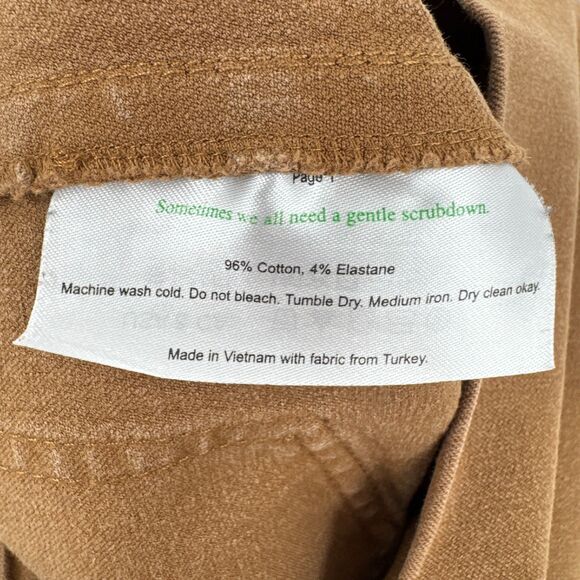 Page 1
Sometimes we all need a gentle scrubdown.
96% Cotton, 4% Elastane
Machine wash cold. Do not bleach. Tumble Dry. Medium iron. Dry clean okay.
Made in Vietnam with fabric from Turkey.